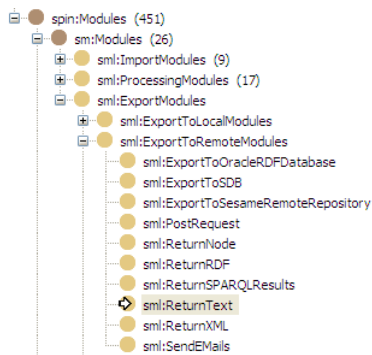 spin:Modules (451)
sm:Modules (26)
sml:ImportModules (9)
sml:ProcessingModules (17)
sml:ExportModules
sml:ExportToLocalModules
sml:ExportToRemoteModules
sml:ExportToOracleRDFDatabase
sml:ExportToSDB
sml:ExportToSesameRemoteRepository
sml:PostRequest
sml:ReturnNode
sml:ReturnRDF
sml:ReturnSPARQLResults
sml:ReturnText
sml:ReturnXML
sml:SendEMails